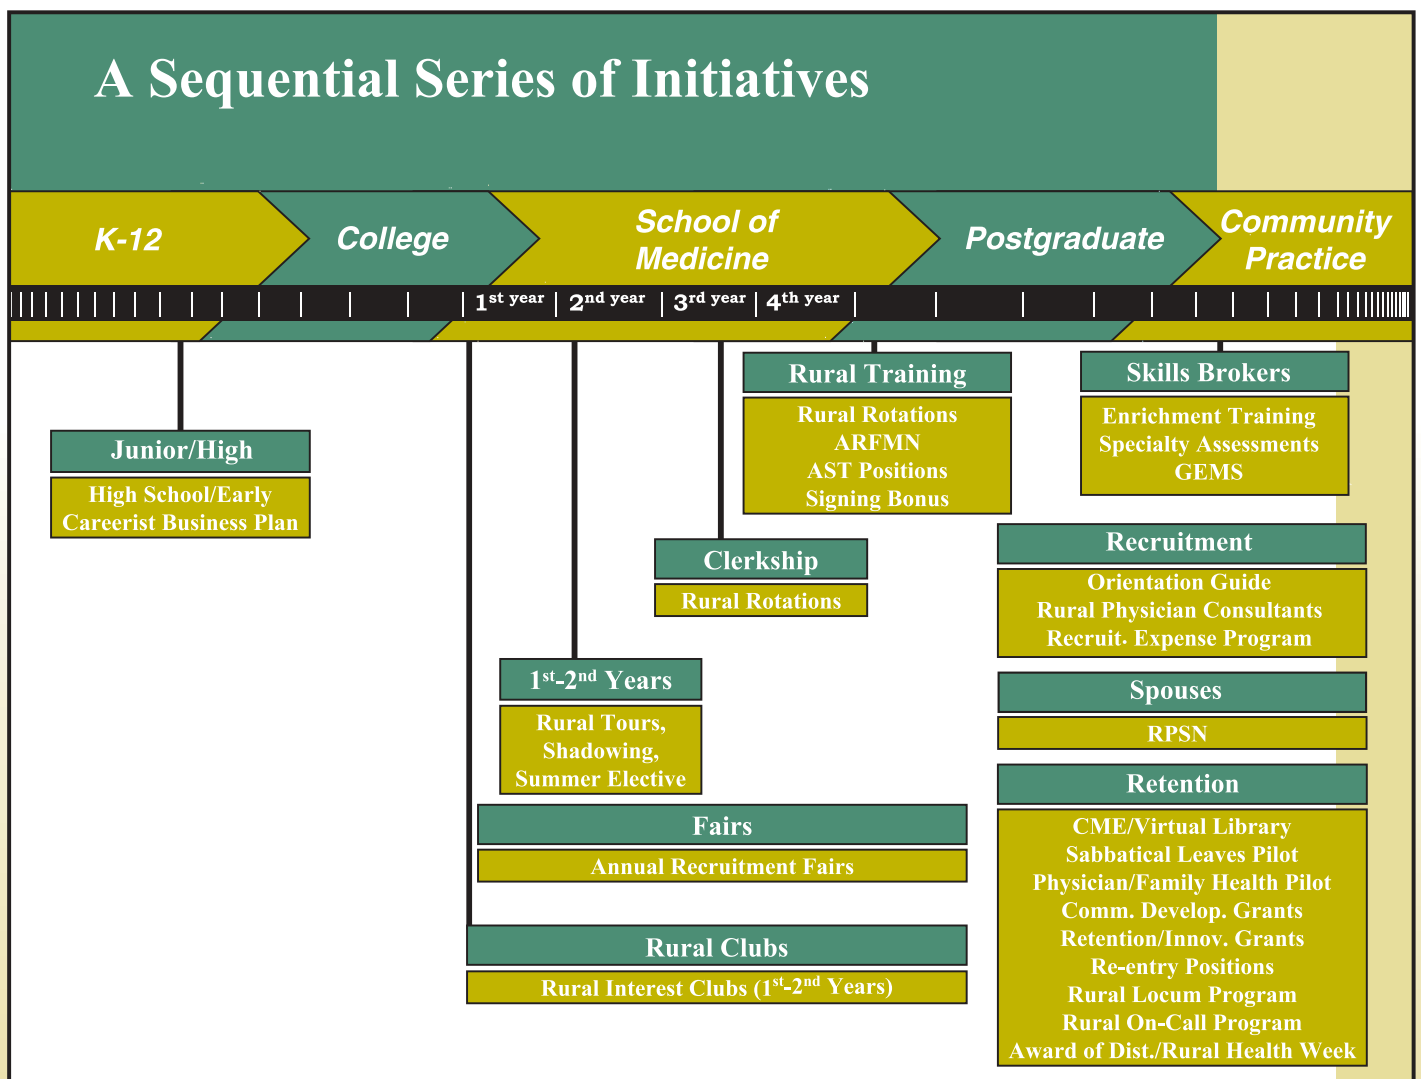 A Sequential Series of Initiatives
K-12
College
School of
Medicine
Postgraduate
Community
Practice
1st year
2nd year
3rd year
4th year
Junior/High
High School/Early
Careerist Business Plan
Rural Training
Rural Rotations
ARFMN
AST Positions
Signing Bonus
Skills Brokers
Enrichment Training
Specialty Assessments
GEMS
Clerkship
Rural Rotations
Recruitment
Orientation Guide
Rural Physician Consultants
Recruit. Expense Program
1st-2nd Years
Rural Tours,
Shadowing,
Summer Elective
Spouses
RPSN
Fairs
Annual Recruitment Fairs
Rural Clubs
Rural Interest Clubs (1st-2nd Years)
Retention
CME/Virtual Library
Sabbatical Leaves Pilot
Physician/Family Health Pilot
Comm. Develop. Grants
Retention/Innov. Grants
Re-entry Positions
Rural Locum Program
Rural On-Call Program
Award of Dist./Rural Health Week